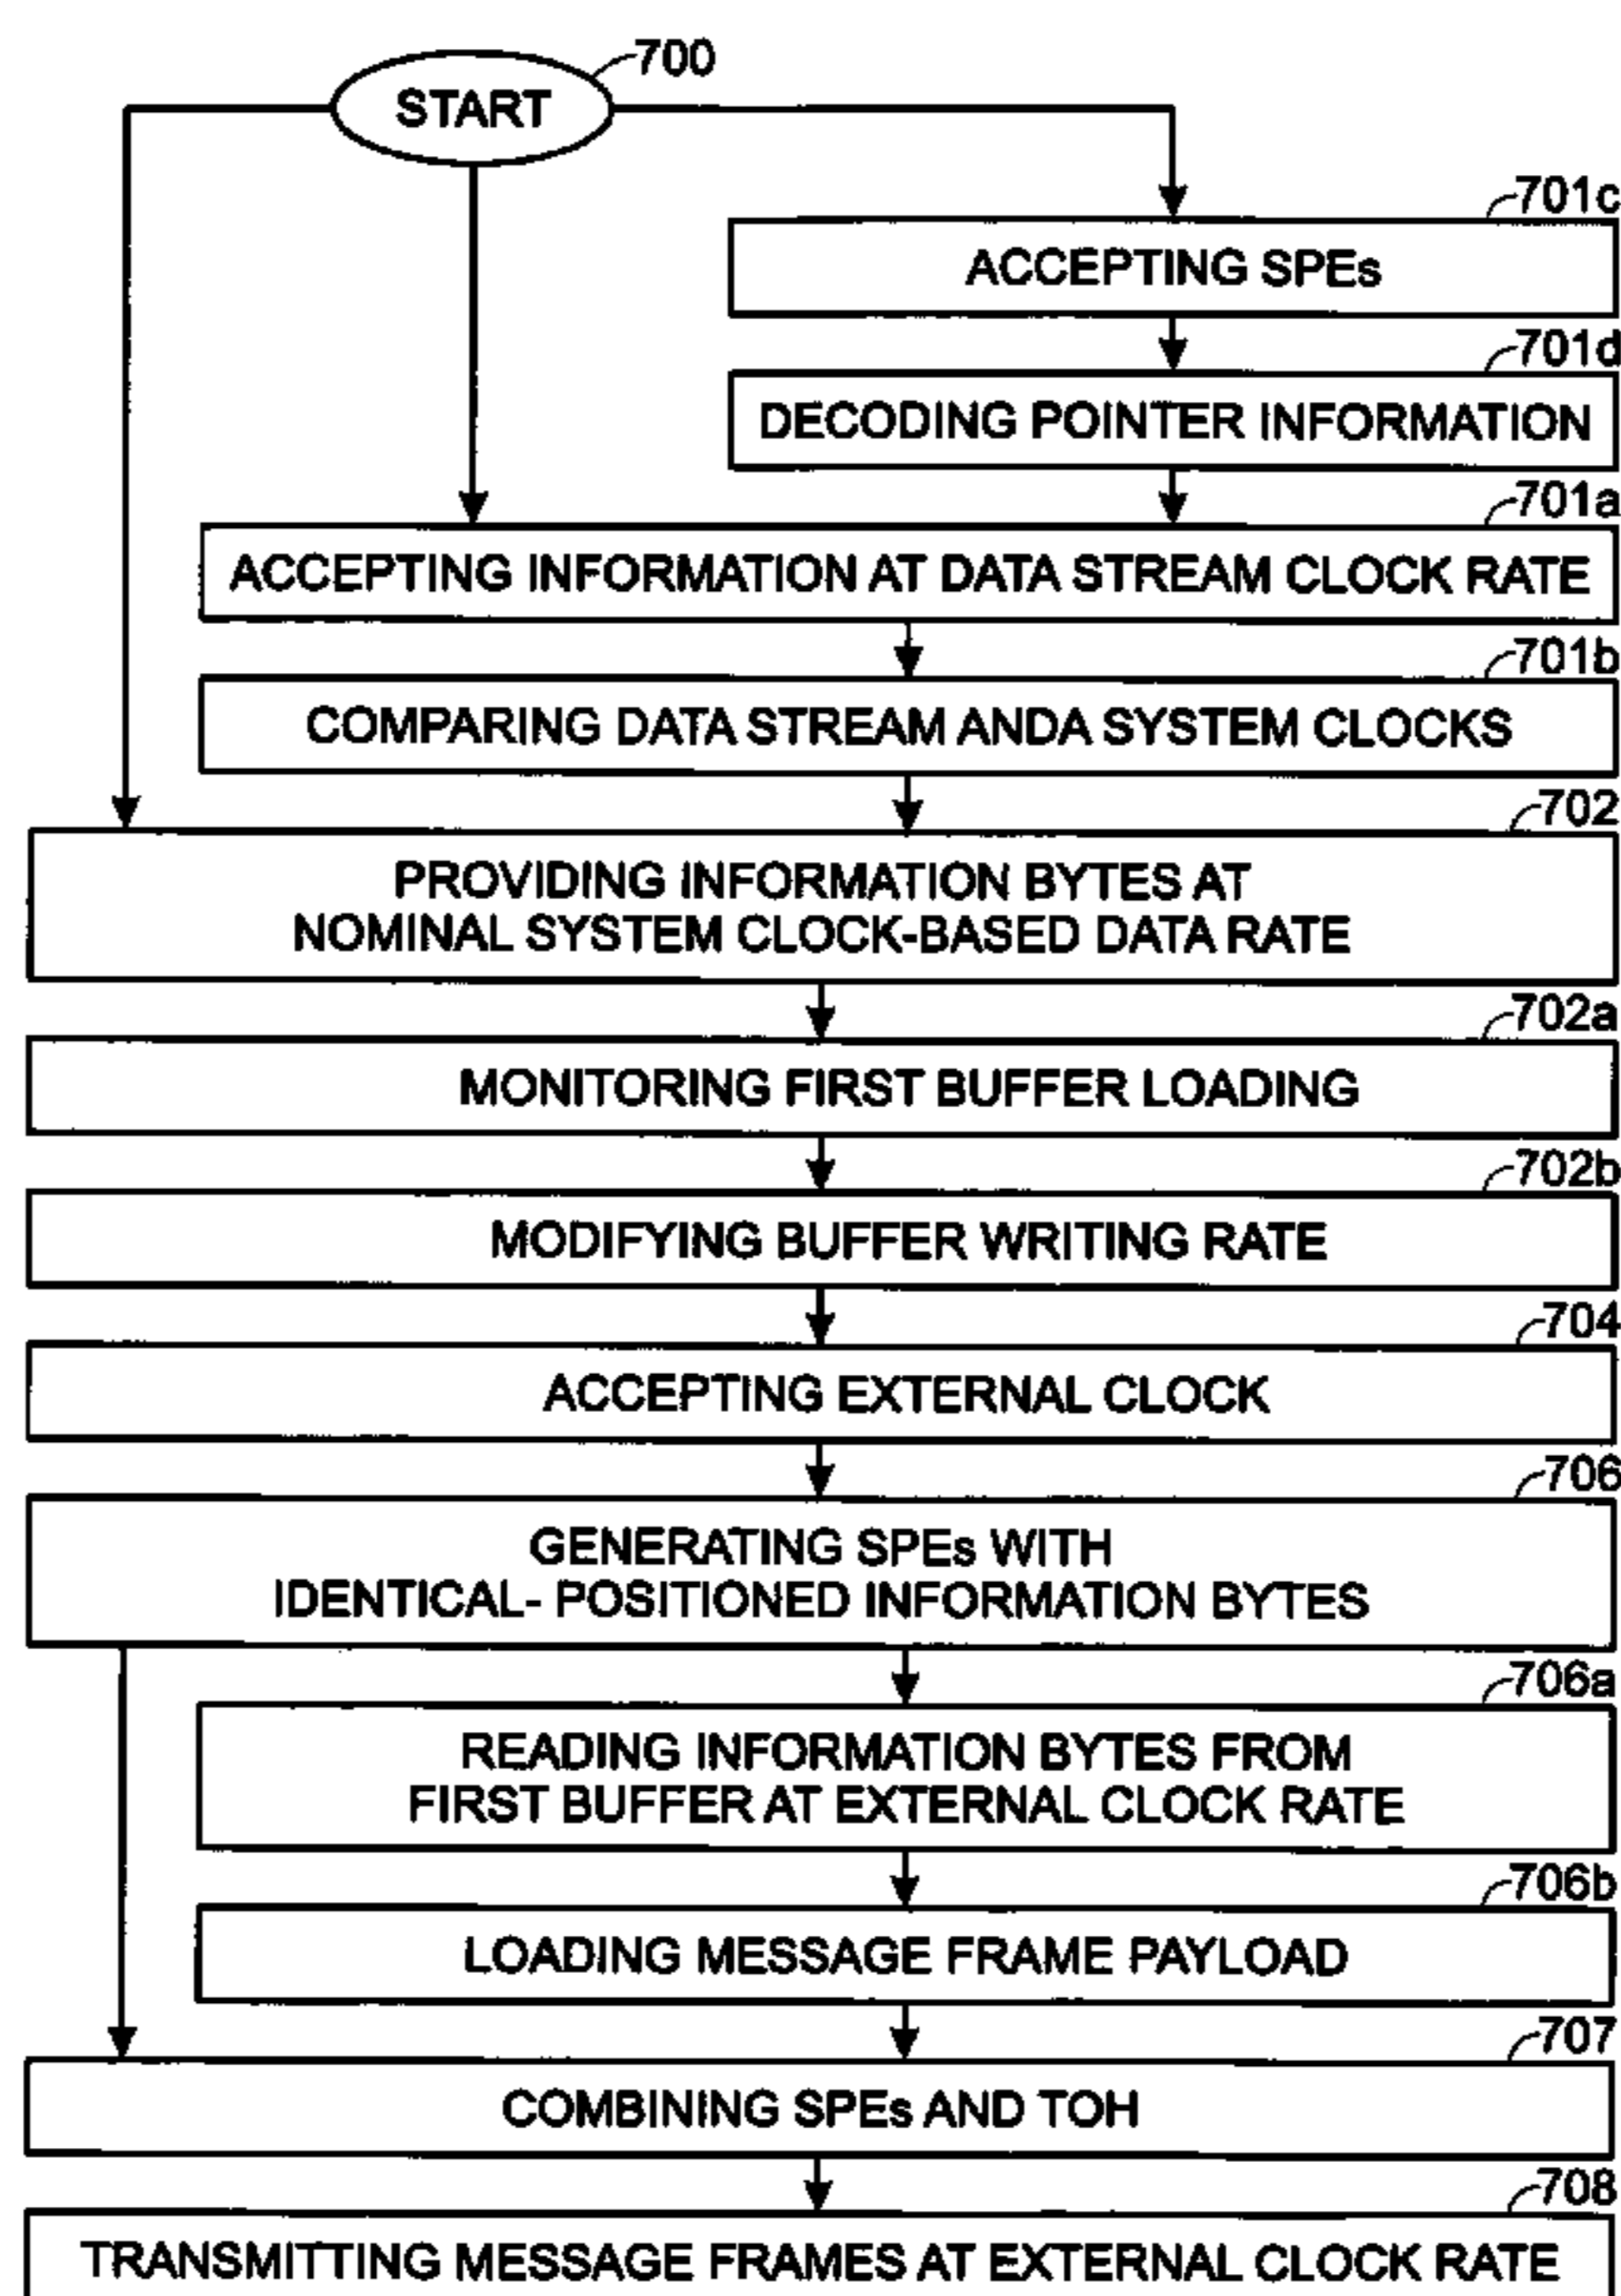 700
START
701c
ACCEPTING SPEs
701d
DECODING POINTER INFORMATION
701a
ACCEPTING INFORMATION AT DATA STREAM CLOCK RATE
701b
COMPARING DATA STREAM ANDA SYSTEM CLOCKS
702
PROVIDING INFORMATION BYTES AT
NOMINAL SYSTEM CLOCK-BASED DATA RATE
702a
MONITORING FIRST BUFFER LOADING
702b
MODIFYING BUFFER WRITING RATE
704
ACCEPTING EXTERNAL CLOCK
706
GENERATING SPEs WITH
IDENTICAL- POSITIONED INFORMATION BYTES
706a
READING INFORMATION BYTES FROM
FIRST BUFFER AT EXTERNAL CLOCK RATE
706b
LOADING MESSAGE FRAME PAYLOAD
707
COMBINING SPEs AND TOH
708
TRANSMITTING MESSAGE FRAMES AT EXTERNAL CLOCK RATE